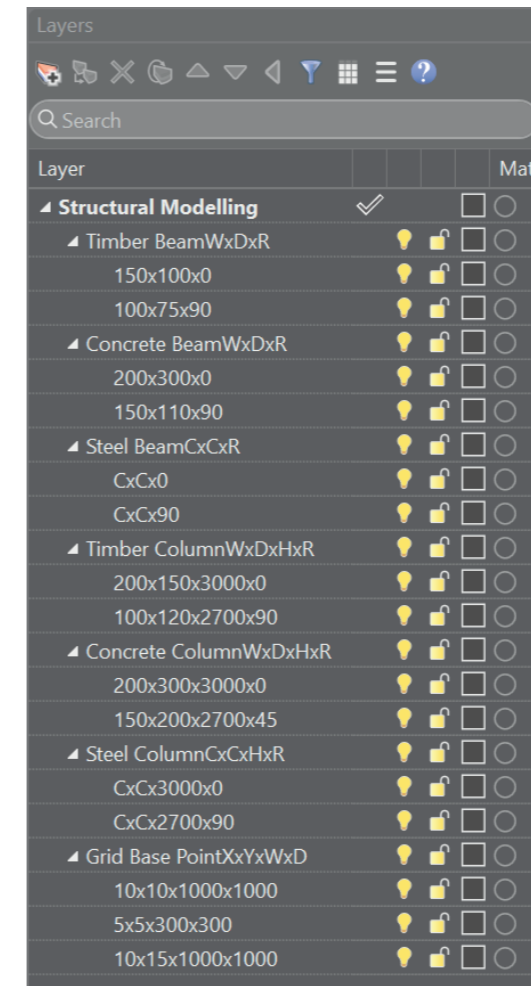 Layers
Search
Layer Mat
Structural Modelling
Timber BeamWxDxR
150x100x0
100x75x90
Concrete BeamWxDxR
200x300x0
150x110x90
Steel BeamCxCxR
CxCx0
CxCx90
Timber ColumnWxDxHxR
200x150x3000x0
100x120x2700x90
Concrete ColumnWxDxHxR
200x300x3000x0
150x200x2700x45
Steel ColumnCxCxHxR
CxCx3000x0
CxCx2700x90
Grid Base PointXxYxWxD
10x10x1000x1000
5x5x300x300
10x15x1000x1000